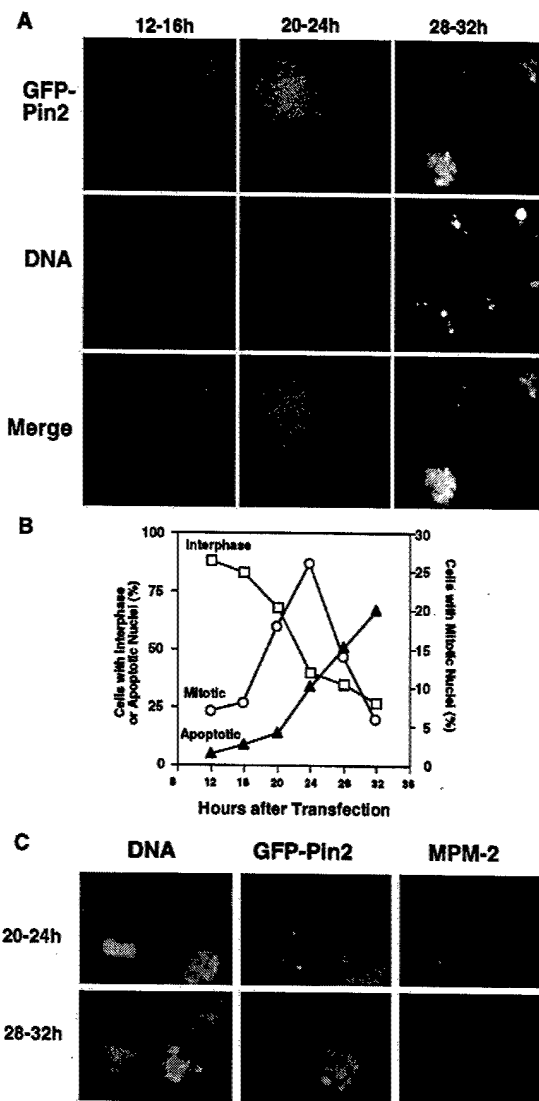 A
12-16h 20-24h 28-32h
GFP-
Pin2
DNA
Merge
B
Cells with Interphase
or Apoptotic Nuclei (%)
100
75
50
25
0
Interphase
Mitotic
Apoptotic
30
25
20
15
10
5
0
Cells with Mitotic Nuclei (%)
8 12 16 20 24 28 32 36
Hours after Transfection
C
DNA GFP-Pin2 MPM-2
20-24h
28-32h